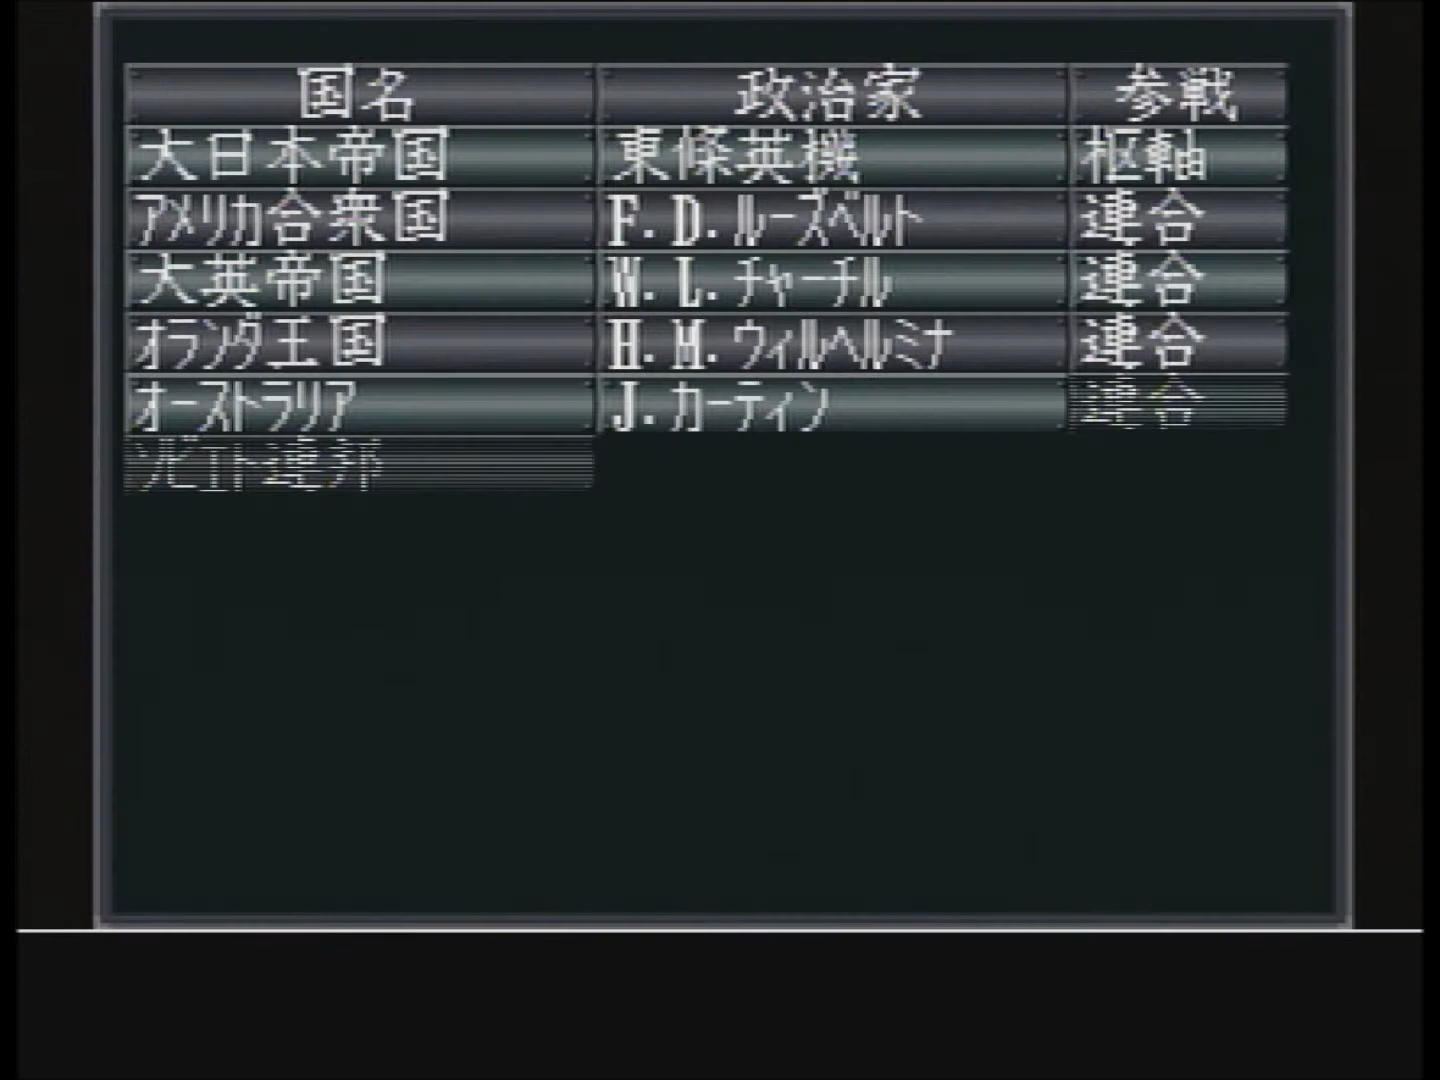 国名 政治家 参戦
大日本帝国 東條英機 枢軸
アメリカ合衆国 F. D. ルーズベルト 連合
大英帝国 W. L. チャーチル 連合
オランダ王国 H. M. ウィルヘルミナ 連合
オーストラリア J. カーティン 連合
ソビエト連邦